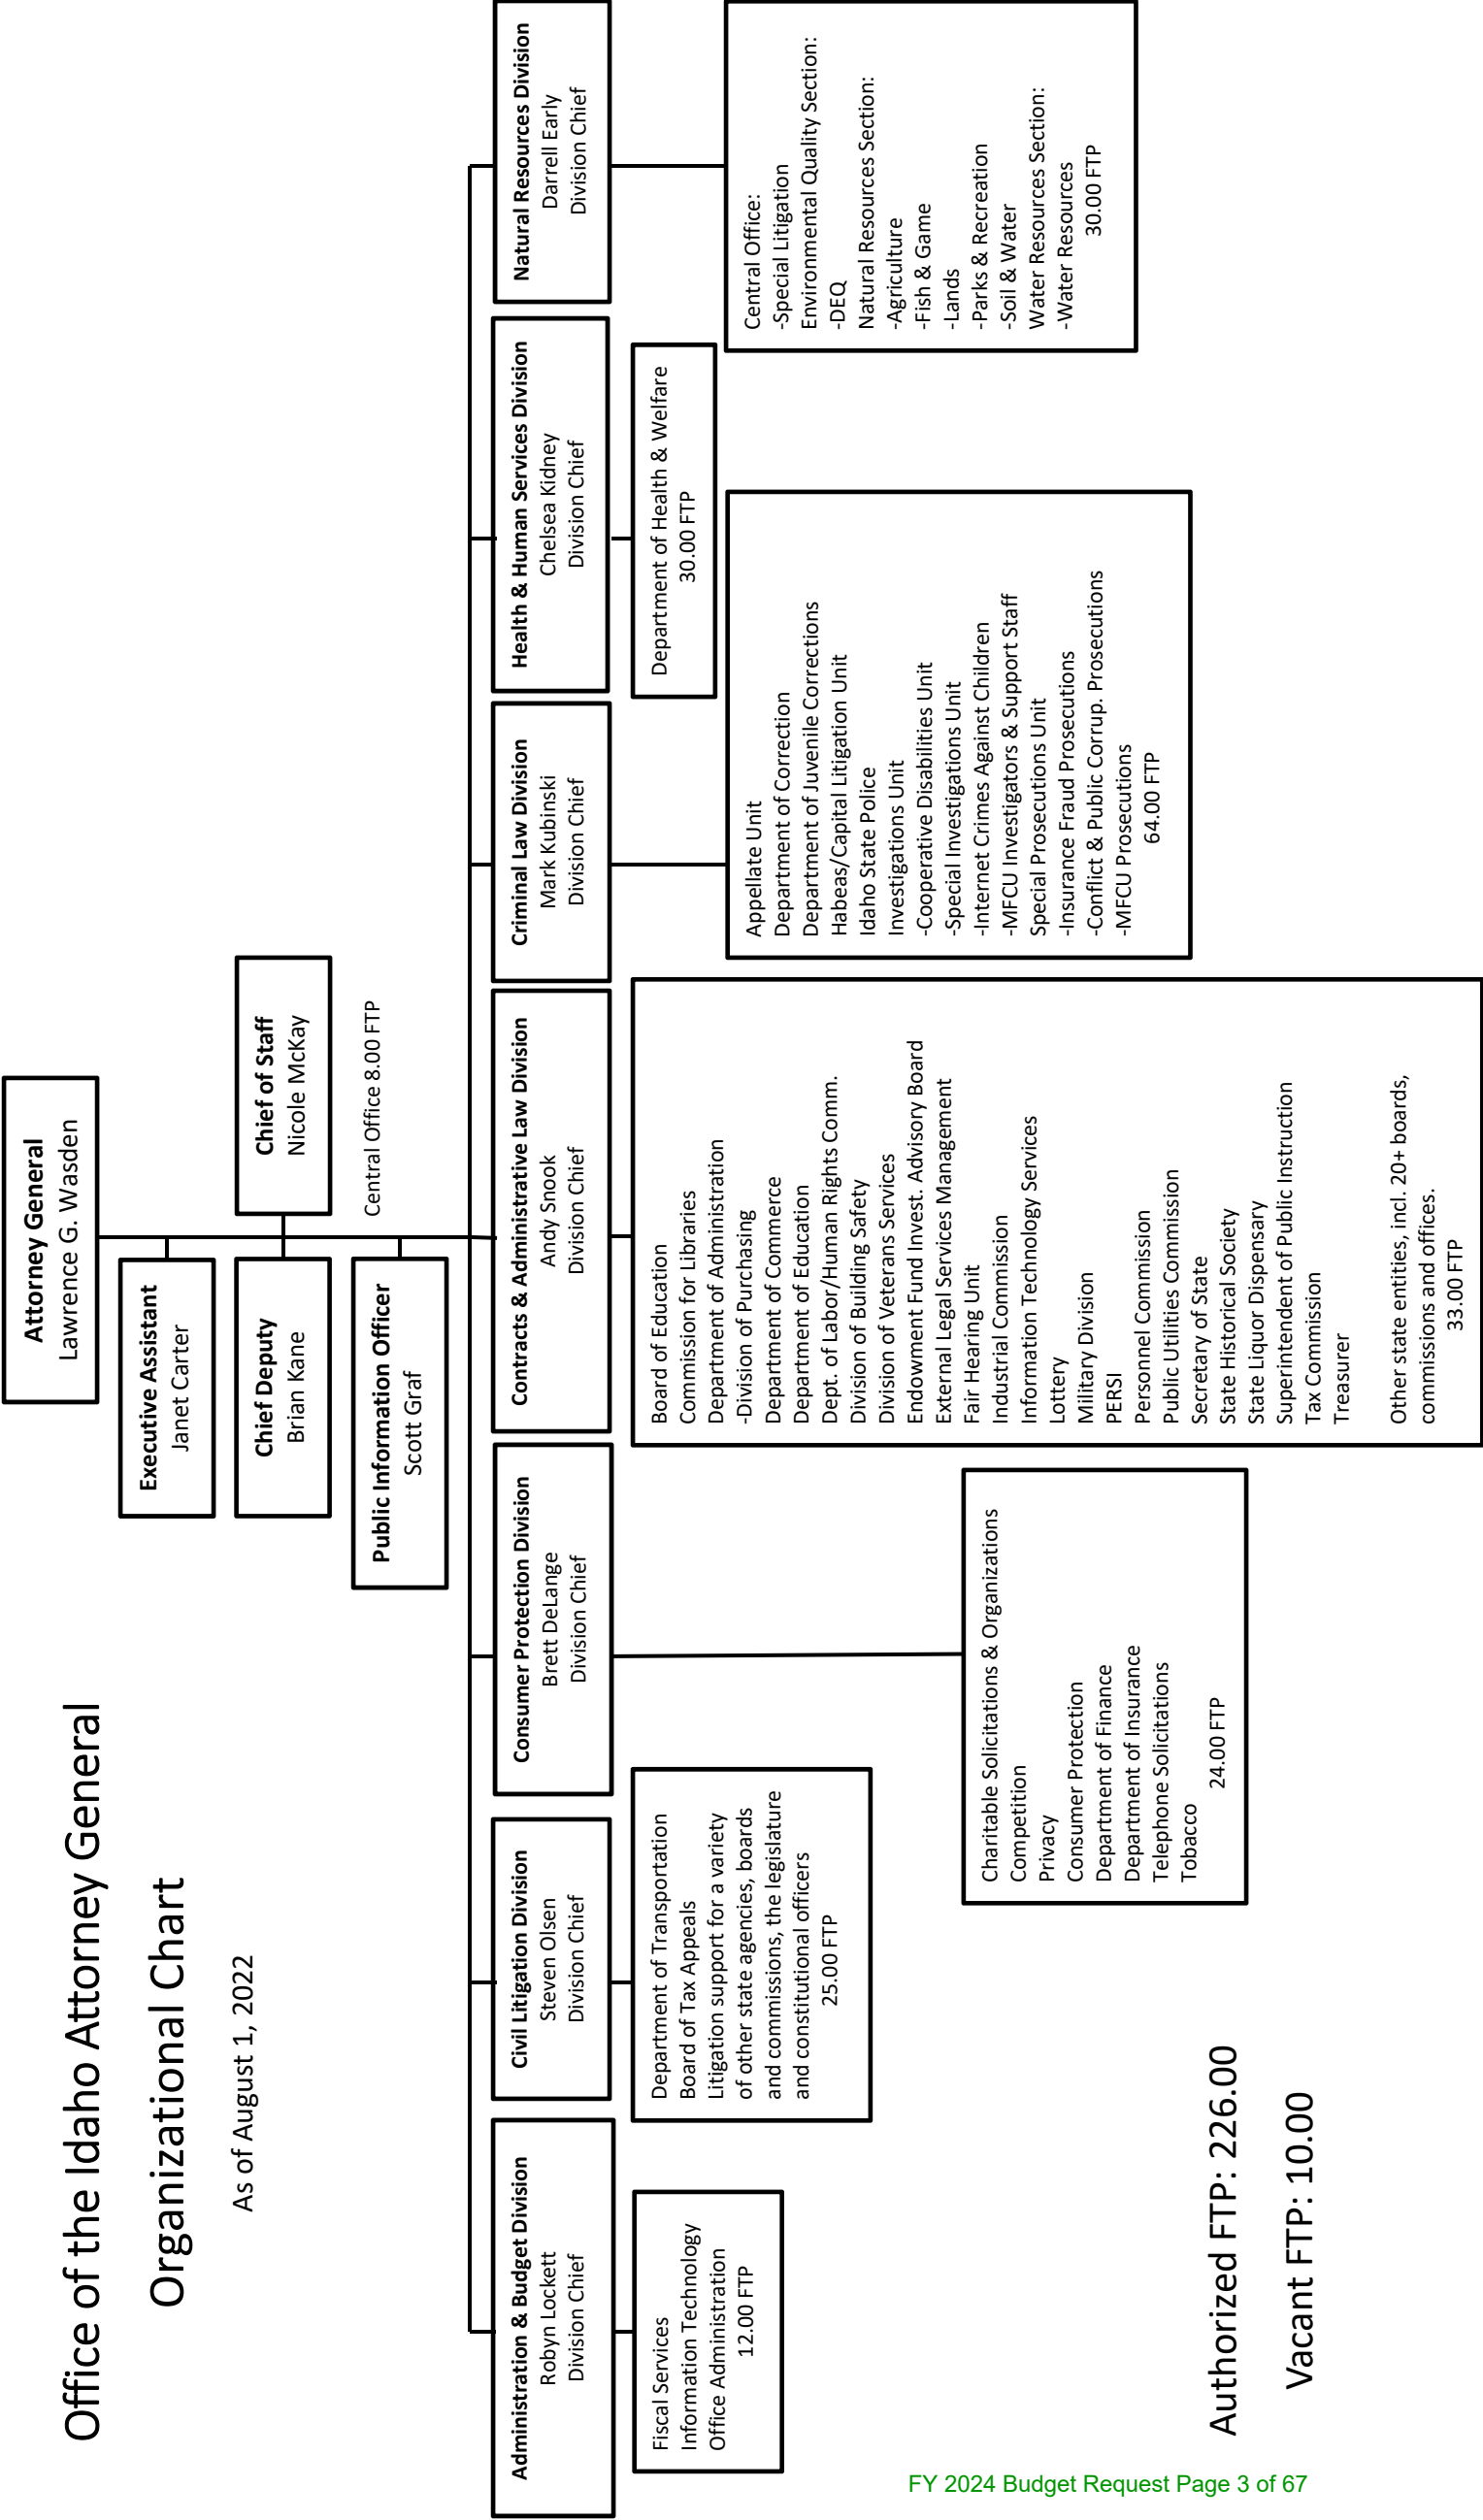 Office of the Idaho Attorney General
Organizational Chart
As of August 1, 2022
Attorney General
Lawrence G. Wasden
Executive Assistant
Janet Carter
Chief Deputy
Brian Kane
Chief of Staff
Nicole McKay
Public Information Officer
Scott Graf
Central Office 8.00 FTP
Administration & Budget Division
Robyn Lockett
Division Chief
Fiscal Services
Information Technology
Office Administration
12.00 FTP
Civil Litigation Division
Steven Olsen
Division Chief
Department of Transportation
Board of Tax Appeals
Litigation support for a variety
of other state agencies, boards
and commissions, the legislature
and constitutional officers
25.00 FTP
Consumer Protection Division
Brett DeLange
Division Chief
Charitable Solicitations & Organizations
Competition
Privacy
Consumer Protection
Department of Finance
Department of Insurance
Telephone Solicitations
Tobacco
24.00 FTP
Contracts & Administrative Law Division
Andy Snook
Division Chief
Board of Education
Commission for Libraries
Department of Administration
-Division of Purchasing
Department of Commerce
Department of Education
Dept. of Labor/Human Rights Comm.
Division of Building Safety
Division of Veterans Services
Endowment Fund Invest. Advisory Board
External Legal Services Management
Fair Hearing Unit
Industrial Commission
Information Technology Services
Lottery
Military Division
PERSI
Personnel Commission
Public Utilities Commission
Secretary of State
State Historical Society
State Liquor Dispensary
Superintendent of Public Instruction
Tax Commission
Treasurer
Other state entities, incl. 20+ boards,
commissions and offices.
33.00 FTP
Criminal Law Division
Mark Kubinski
Division Chief
Appellate Unit
Department of Correction
Department of Juvenile Corrections
Habeas/Capital Litigation Unit
Idaho State Police
Investigations Unit
-Cooperative Disabilities Unit
-Special Investigations Unit
-Internet Crimes Against Children
-MFCU Investigators & Support Staff
Special Prosecutions Unit
-Insurance Fraud Prosecutions
-Conflict & Public Corrup. Prosecutions
-MFCU Prosecutions
64.00 FTP
Health & Human Services Division
Chelsea Kidney
Division Chief
Department of Health & Welfare
30.00 FTP
Natural Resources Division
Darrell Early
Division Chief
Central Office:
-Special Litigation
Environmental Quality Section:
-DEQ
Natural Resources Section:
-Agriculture
-Fish & Game
-Lands
-Parks & Recreation
-Soil & Water
Water Resources Section:
-Water Resources
30.00 FTP
Authorized FTP: 226.00
Vacant FTP: 10.00
FY 2024 Budget Request Page 3 of 67